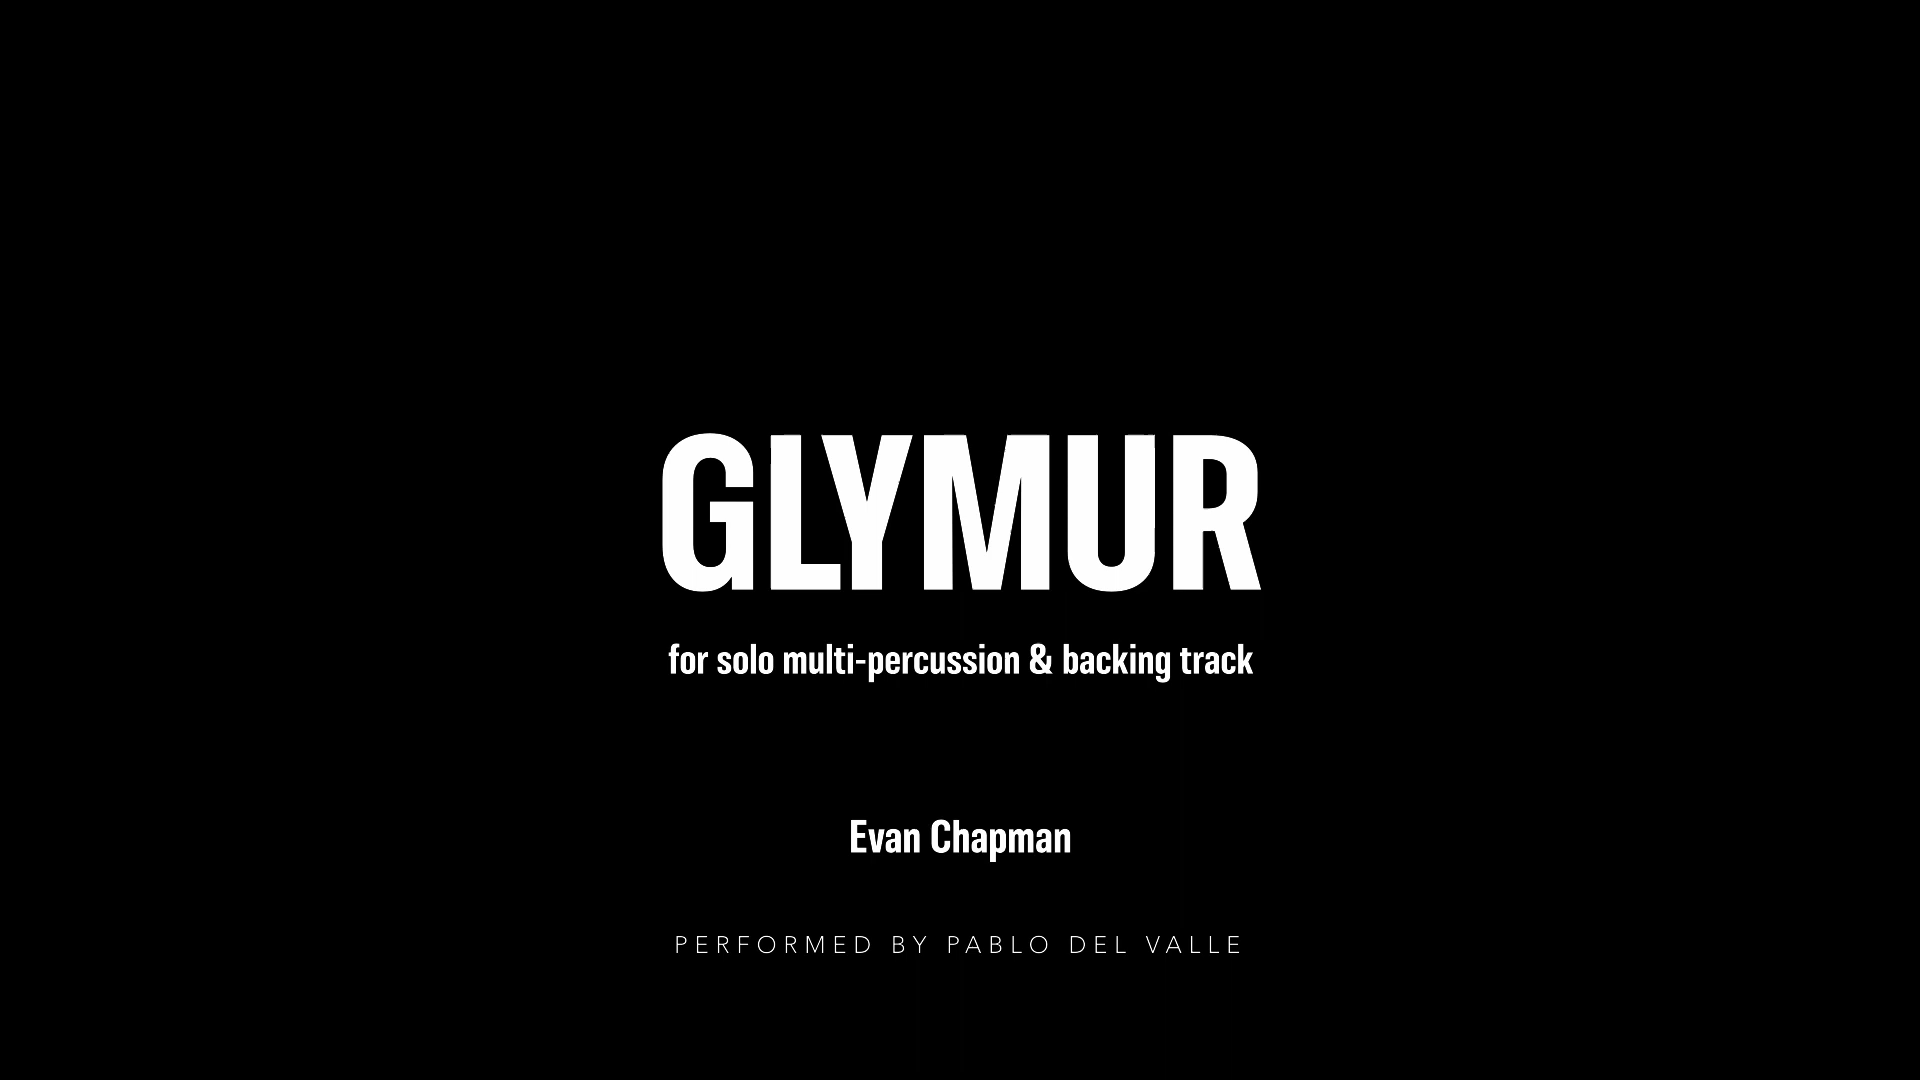 GLYMUR
for solo multi-percussion & backing track
Evan Chapman
PERFORMED BY PABLO DEL VALLE